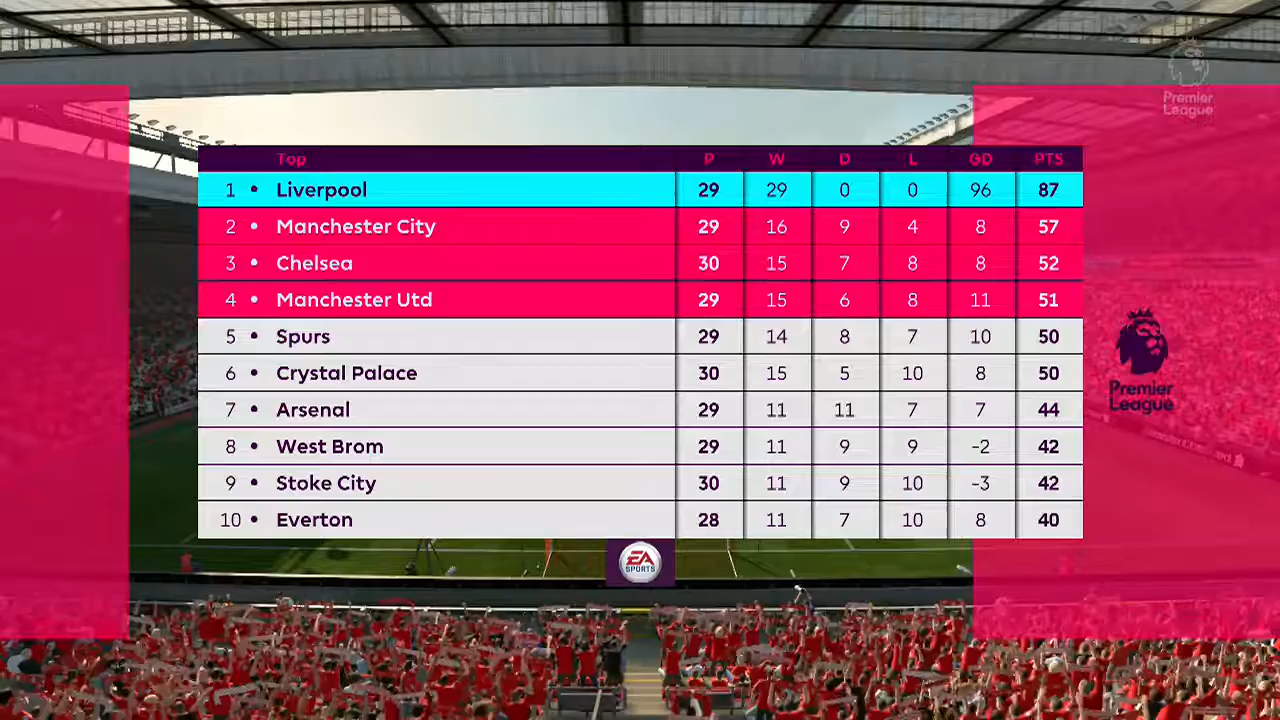 Premier
League
Top P W D L GD PTS
1 • Liverpool 29 29 0 0 96 87
2 • Manchester City 29 16 9 4 8 57
3 • Chelsea 30 15 7 8 8 52
4 • Manchester Utd 29 15 6 8 11 51
5 • Spurs 29 14 8 7 10 50
6 • Crystal Palace 30 15 5 10 8 50
7 • Arsenal 29 11 11 7 7 44
8 • West Brom 29 11 9 9 -2 42
9 • Stoke City 30 11 9 10 -3 42
10 • Everton 28 11 7 10 8 40
Premier
League
EA
SPORTS